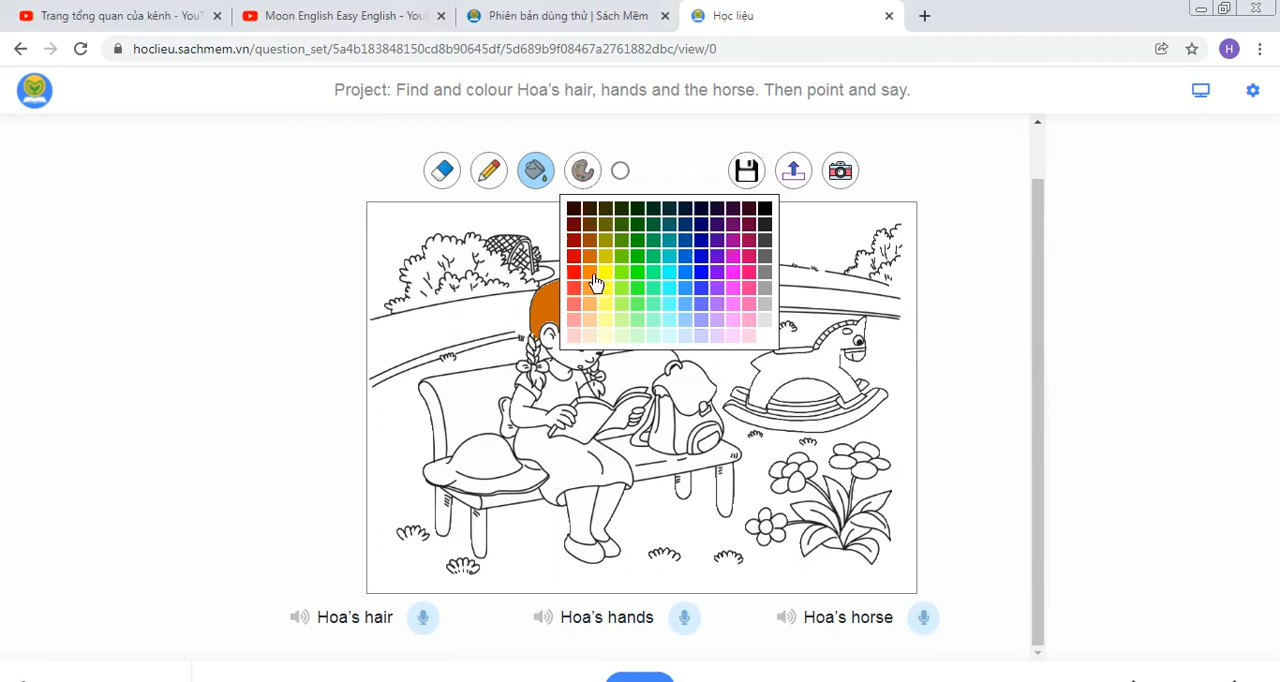 Trang tổng quan của kênh - YouT
Moon English Easy English - YouT
Phiên bản dùng thử | Sách Mềm
Học liệu
hoclieu.sachmem.vn/question_set/5a4b183848150cd8b90645df/5d689b9f08467a2761882dbc/view/0
H
Project: Find and colour Hoa's hair, hands and the horse. Then point and say.
Hoa's hair
Hoa's hands
Hoa's horse